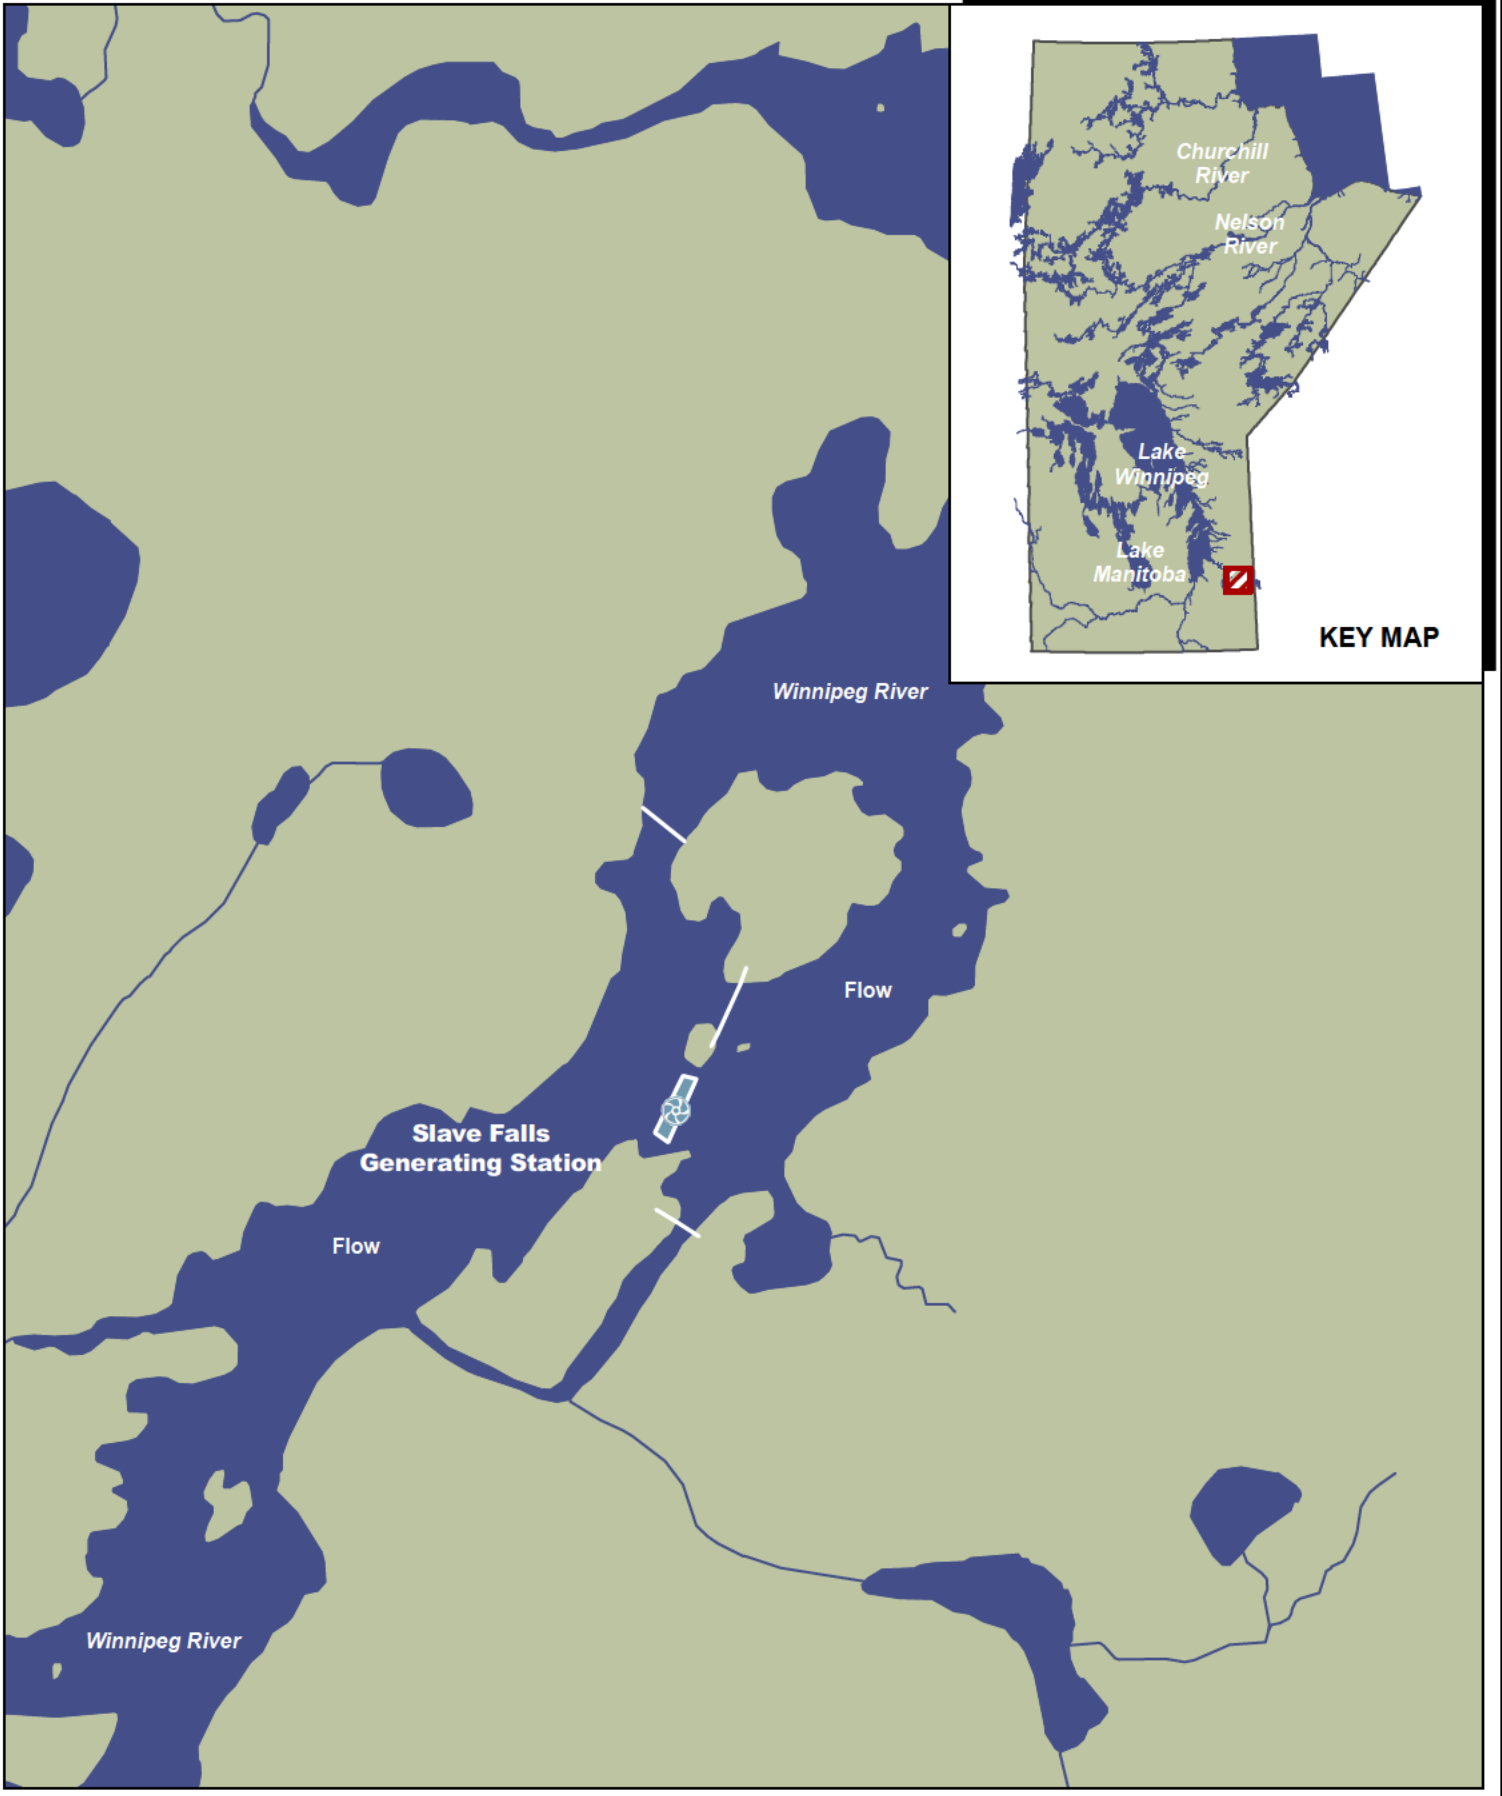 Churchill
River
Nelson
River
Lake
Winnipeg
Lake
Manitoba
KEY MAP
Winnipeg River
Flow
Slave Falls
Generating Station
Flow
Winnipeg River